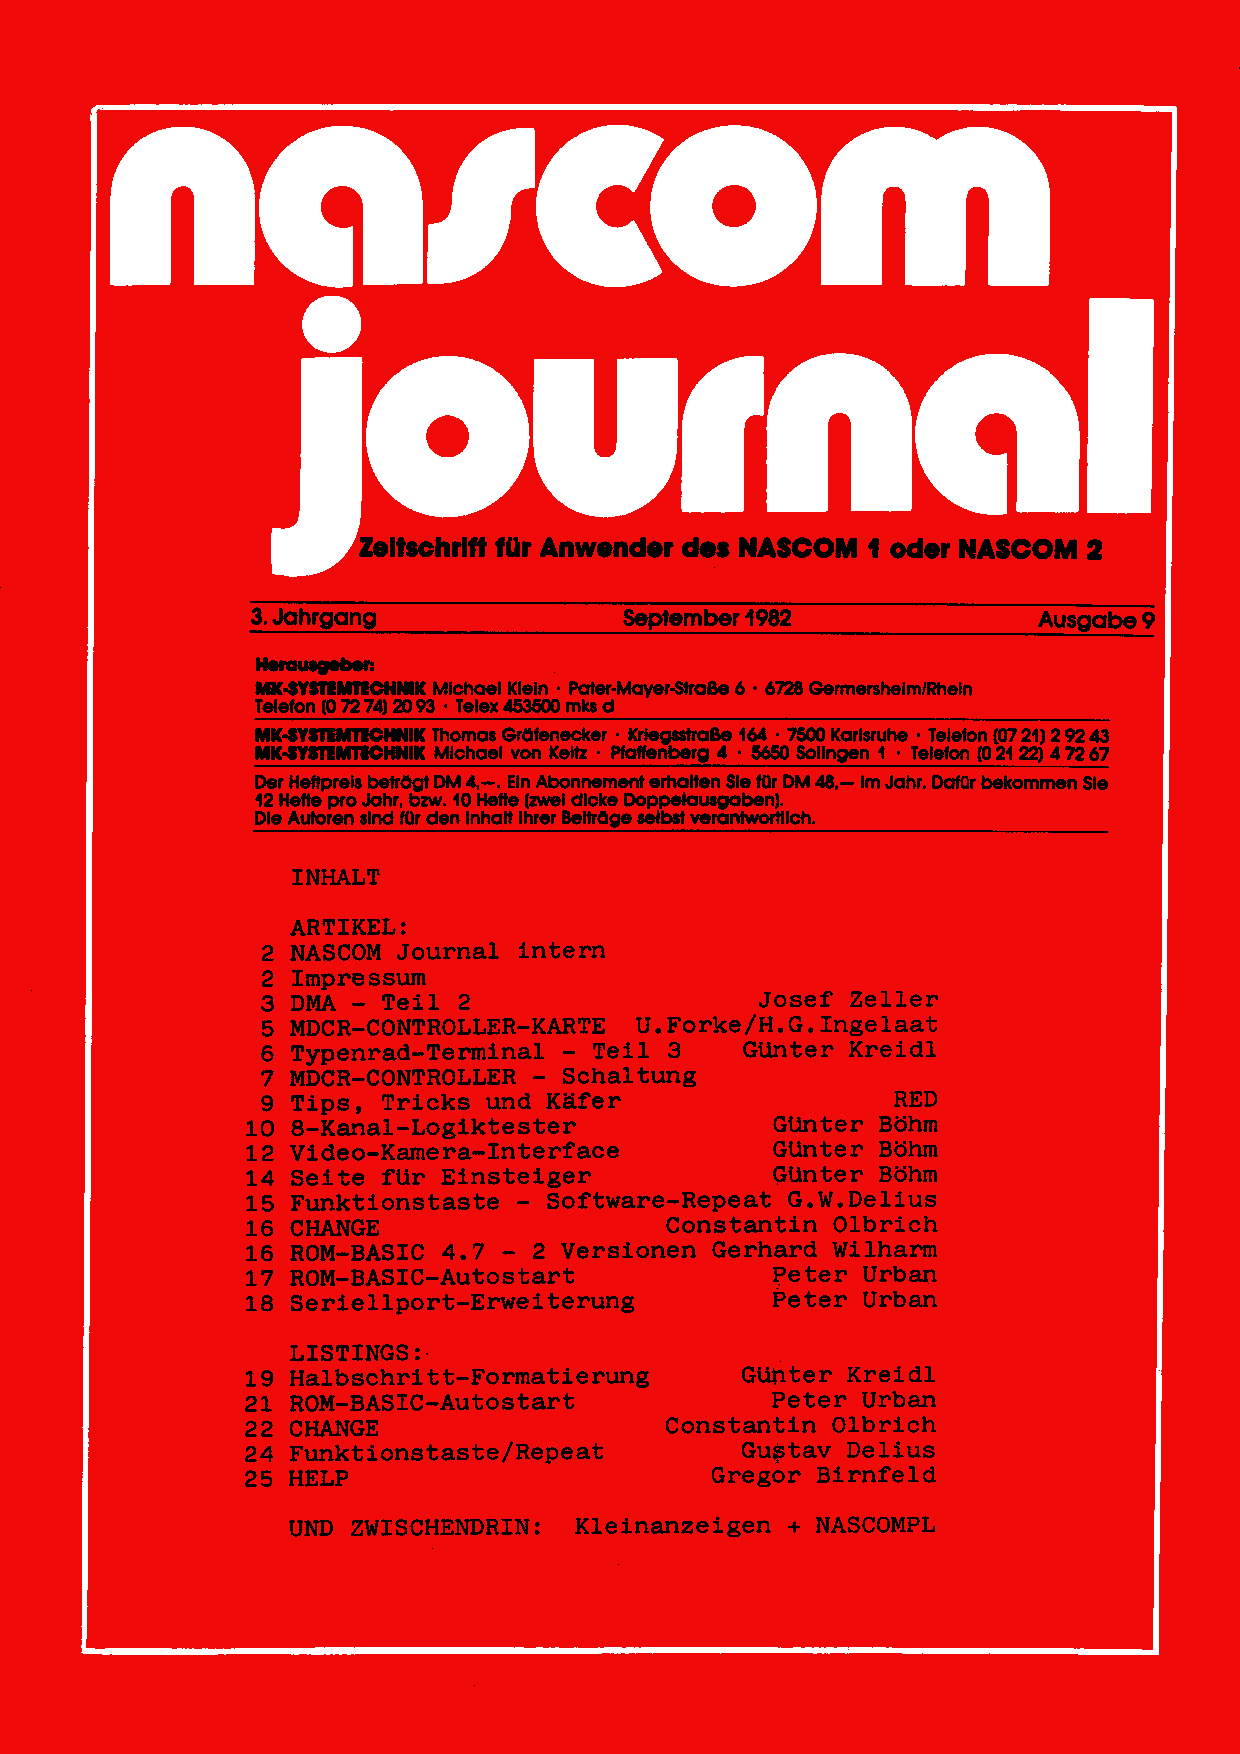 nascom
journal
Zeitschrift für Anwender des NASCOM 1 oder NASCOM 2
3. Jahrgang September 1982 Ausgabe 9
Herausgeber:
MK-SYSTEMTECHNIK Michael Klein · Pater-Mayer-Straße 6 · 6728 Germersheim/Rhein
Telefon (0 72 74) 20 93 · Telex 453500 mks d
MK-SYSTEMTECHNIK Thomas Gräfenecker · Kriegsstraße 164 · 7500 Karlsruhe · Telefon (07 21) 2 92 43
MK-SYSTEMTECHNIK Michael von Keitz · Pfaffenberg 4 · 5650 Solingen 1 · Telefon (0 21 22) 4 72 67
Der Heftpreis beträgt DM 4,—. Ein Abonnement erhalten Sie für DM 48,— im Jahr. Dafür bekommen Sie
12 Hefte pro Jahr, bzw. 10 Hefte (zwei dicke Doppelausgaben).
Die Autoren sind für den Inhalt ihrer Beiträge selbst verantwortlich.
INHALT
ARTIKEL:
2 NASCOM Journal intern
2 Impressum
3 DMA - Teil 2 Josef Zeller
5 MDCR-CONTROLLER-KARTE U.Forke/H.G.Ingelaat
6 Typenrad-Terminal - Teil 3 Günter Kreidl
7 MDCR-CONTROLLER - Schaltung
9 Tips, Tricks und Käfer RED
10 8-Kanal-Logiktester Günter Böhm
12 Video-Kamera-Interface Günter Böhm
14 Seite für Einsteiger Günter Böhm
15 Funktionstaste - Software-Repeat G.W.Delius
16 CHANGE Constantin Olbrich
16 ROM-BASIC 4.7 - 2 Versionen Gerhard Wilharm
17 ROM-BASIC-Autostart Peter Urban
18 Seriellport-Erweiterung Peter Urban
LISTINGS:
19 Halbschritt-Formatierung Günter Kreidl
21 ROM-BASIC-Autostart Peter Urban
22 CHANGE Constantin Olbrich
24 Funktionstaste/Repeat Gustav Delius
25 HELP Gregor Birnfeld
UND ZWISCHENDRIN: Kleinanzeigen + NASCOMPL